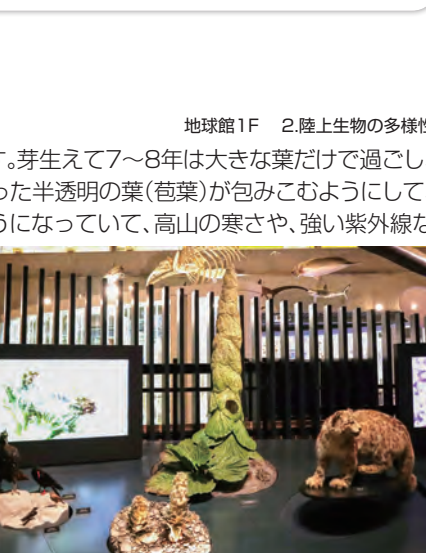 地球館1F 2.陸上生物の多様性
す。芽生えて7〜8年は大きな葉だけで過ごし
った半透明の葉(苞葉)が包みこむようにして
うになっていて、高山の寒さや、強い紫外線な